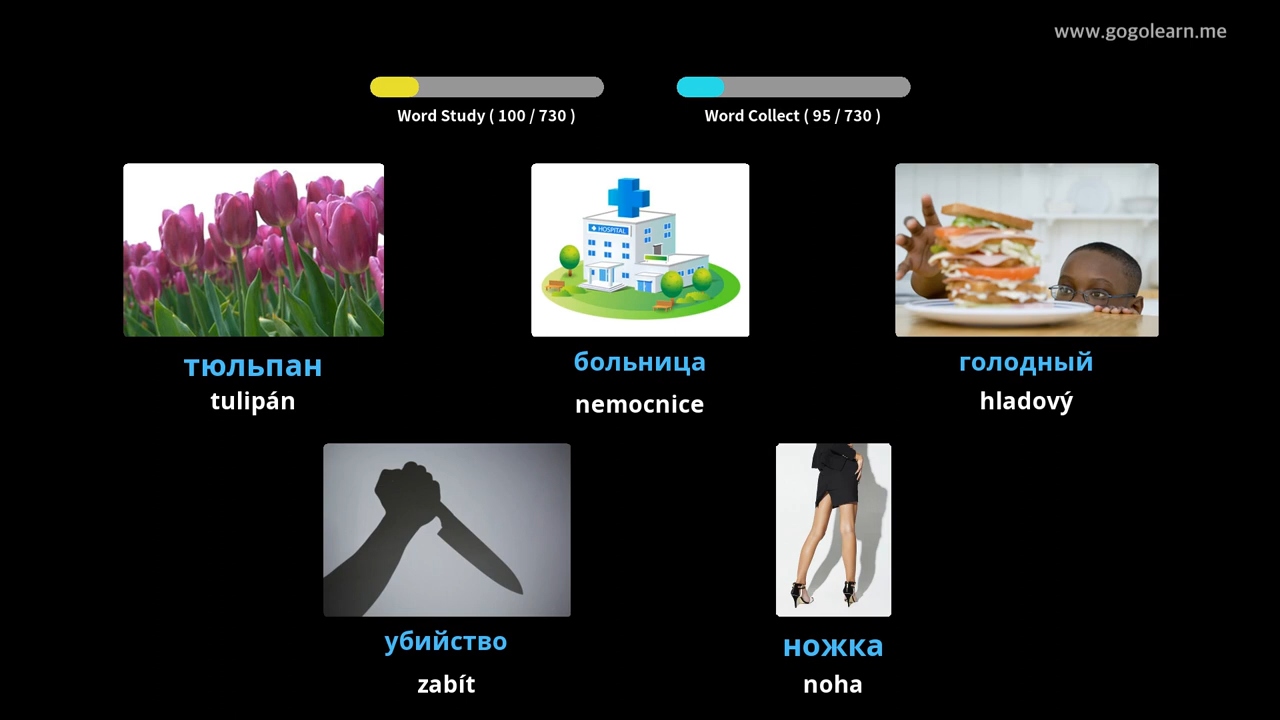 www.gogolearn.me
Word Study ( 100 / 730 )
Word Collect ( 95 / 730 )
HOSPITAL
тюльпан
tulipán
больница
nemocnice
голодный
hladový
убийство
zabít
ножка
noha